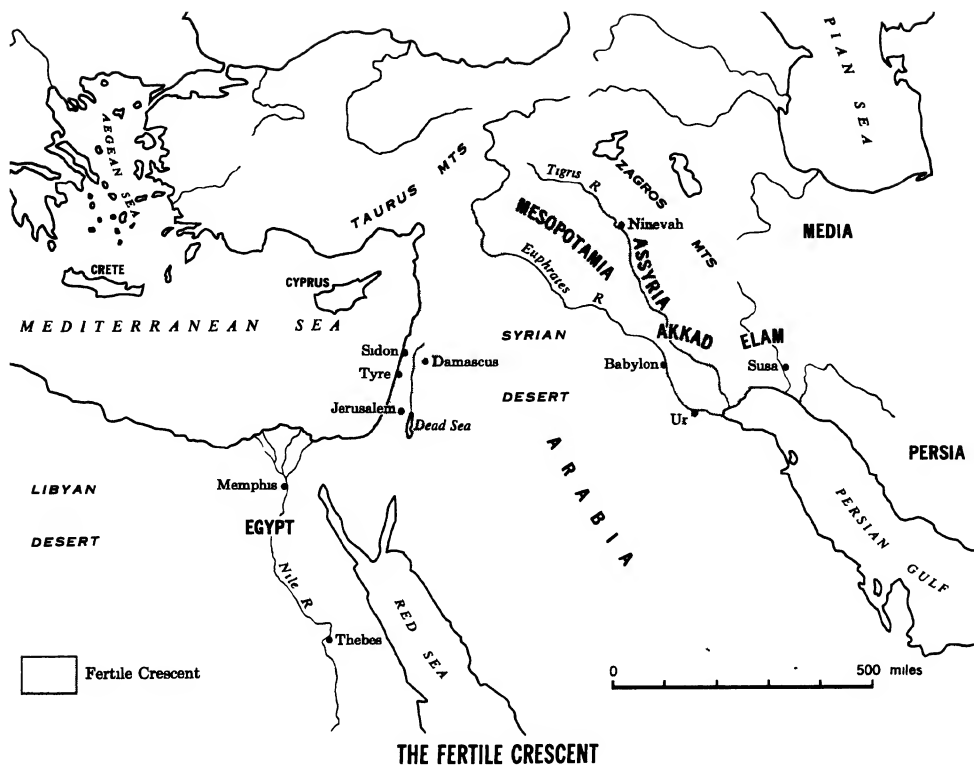 PIAN SEA
AEGEAN SEA
TAURUS MTS
Tigris R
ZAGROS MTS
Ninevah
MEDIA
MESOPOTAMIA
ASSYRIA
Euphrates R
CRETE
CYPRUS
MEDITERRANEAN SEA
SYRIAN
DESERT
AKKAD
ELAM
Sidon
Damascus
Tyre
Babylon
Susa
Jerusalem
Dead Sea
Ur
ARABIA
PERSIA
LIBYAN
DESERT
Memphis
EGYPT
PERSIAN GULF
Nile R
RED SEA
Thebes
Fertile Crescent
0 500 miles
THE FERTILE CRESCENT